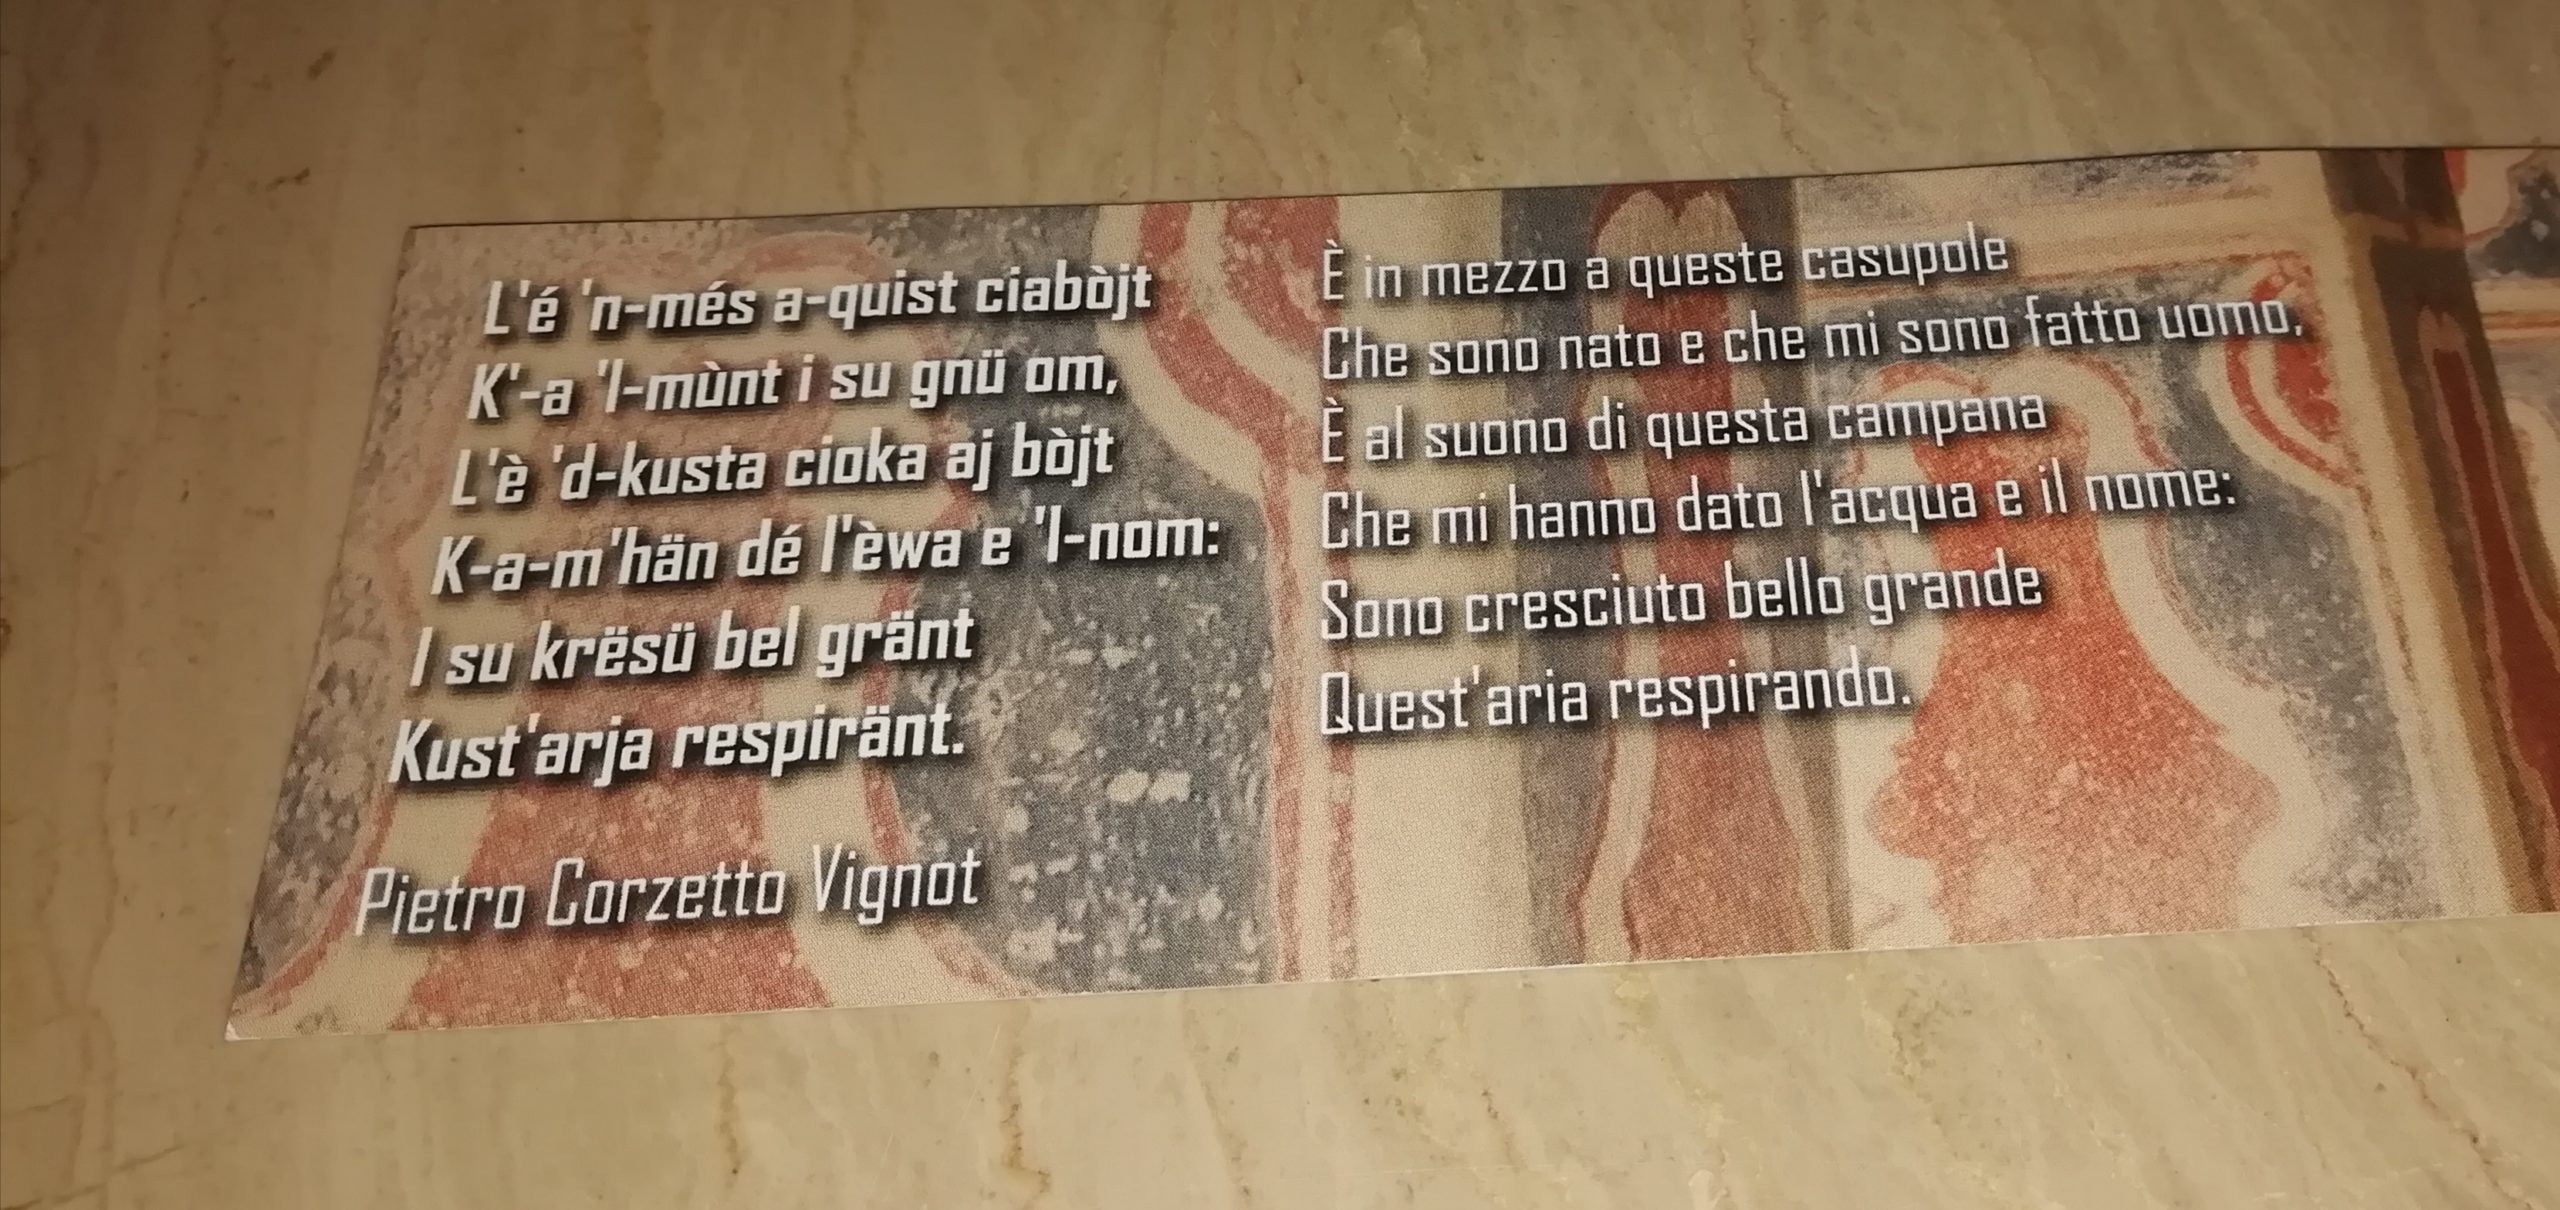 L'é 'n-més a-quist ciabòjt
K'-a 'l-mùnt i su gnü om,
L'è 'd-kusta cioka aj bòjt
K-a-m'hän dé l'èwa e 'l-nom:
I su krësü bel gränt
Kust'arja respiränt.
Pietro Corzetto Vignot
È in mezzo a queste casupole
Che sono nato e che mi sono fatto uomo,
È al suono di questa campana
Che mi hanno dato l'acqua e il nome:
Sono cresciuto bello grande
Quest'aria respirando.